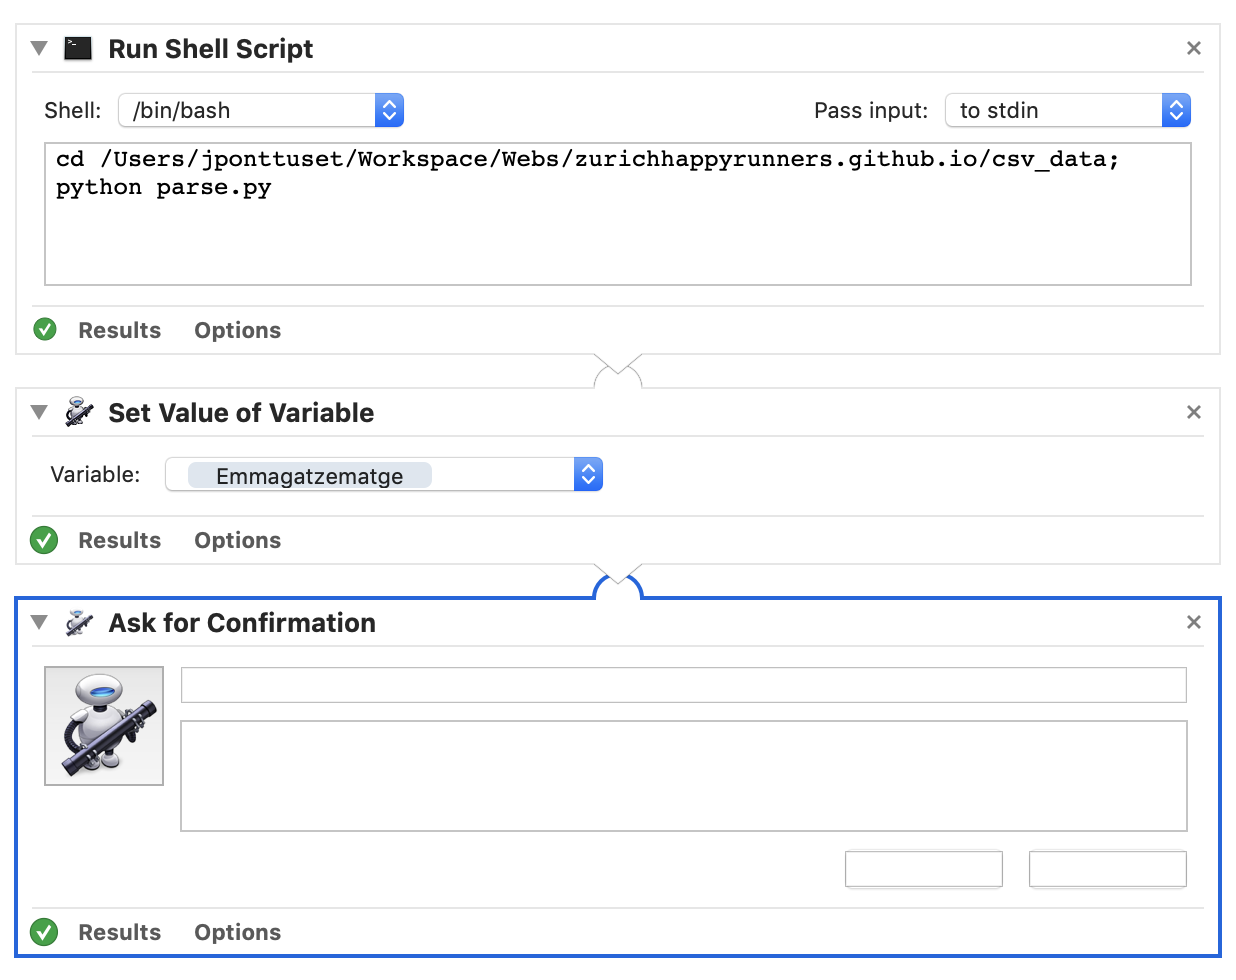 Run Shell Script
Shell: /bin/bash Pass input: to stdin
cd /Users/jponttuset/Workspace/Webs/zurichhappyrunners.github.io/csv_data;
python parse.py
Results Options
Set Value of Variable
Variable: Emmagatzematge
Results Options
Ask for Confirmation
Results Options